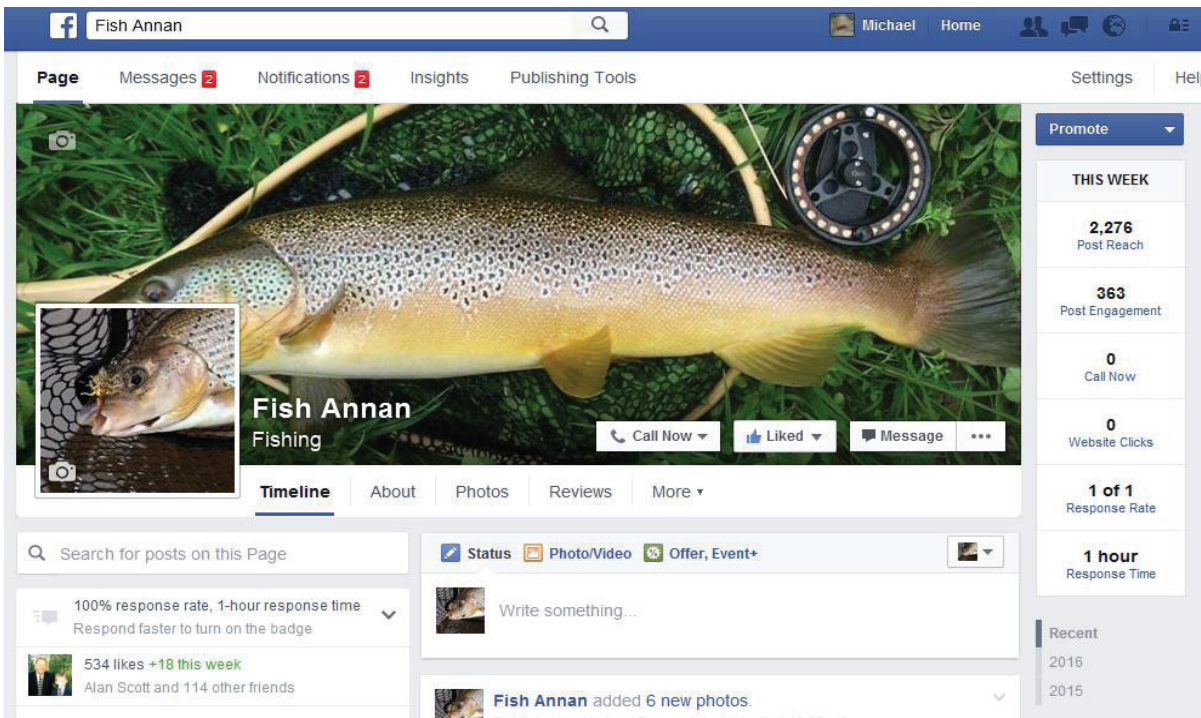 f Fish Annan Michael Home
Page Messages 2 Notifications 2 Insights Publishing Tools Settings
Promote
THIS WEEK
2,276
Post Reach
363
Post Engagement
0
Call Now
0
Website Clicks
1 of 1
Response Rate
1 hour
Response Time
Recent
2016
2015
Fish Annan
Fishing
Call Now Liked Message •••
Timeline About Photos Reviews More
Search for posts on this Page
100% response rate, 1-hour response time
Respond faster to turn on the badge
534 likes +18 this week
Alan Scott and 114 other friends
Status Photo/Video Offer, Event+
Write something...
Fish Annan added 6 new photos.